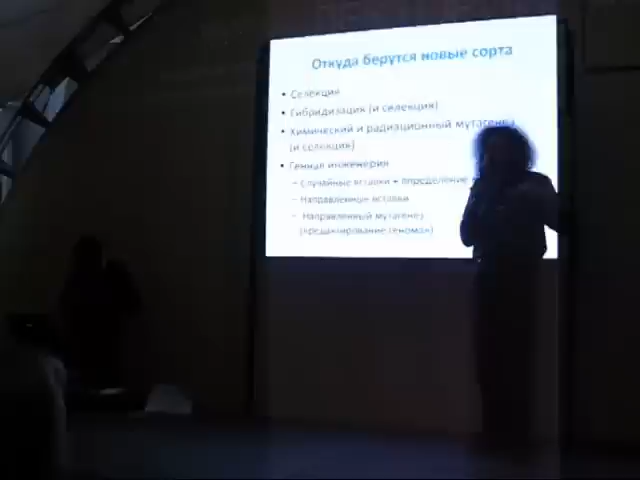 Откуда берутся новые сорта
• Селекция
• Гибридизация (и селекция)
• Химический и радиационный мутагенез
(и селекция)
• Генная инженерия
– Случайные вставки + определение
– Направленные вставки
– Направленный мутагенез
(«редактирование генома»)